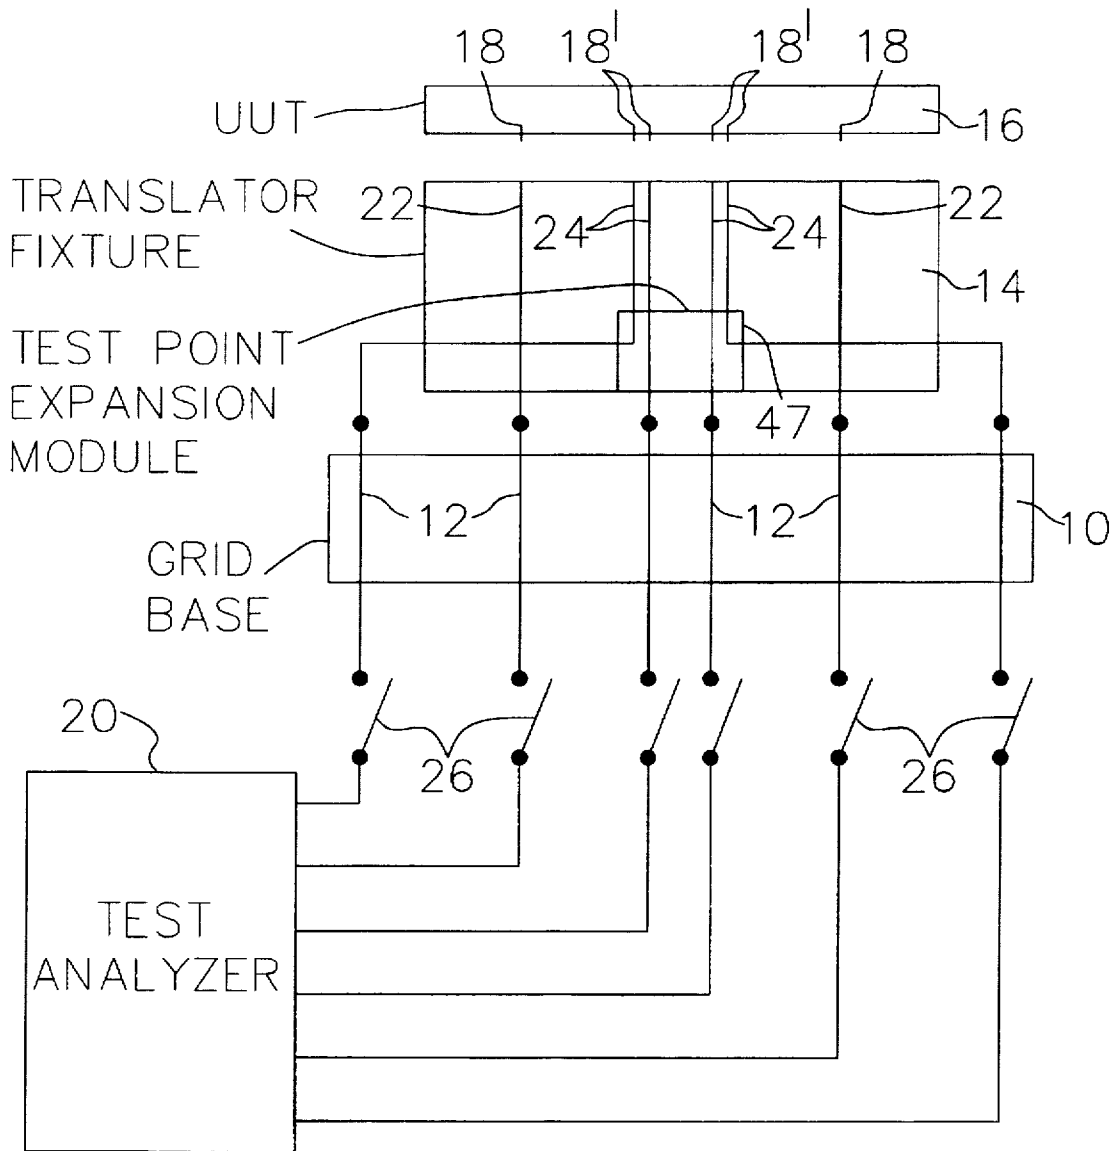 18 18' 18' 18
UUT
16
TRANSLATOR
FIXTURE
22
24
24
22
14
TEST POINT
EXPANSION
MODULE
47
12
12
10
GRID
BASE
20
26
26
TEST
ANALYZER